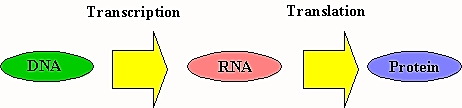 Transcription
Translation
DNA
RNA
Protein